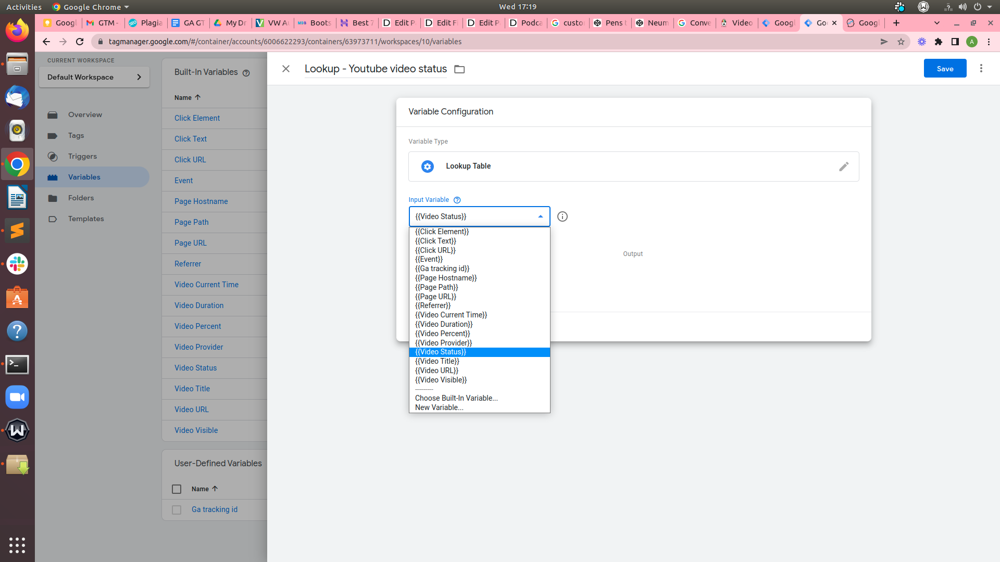 Activities
Google Chrome
Wed 17:19
Googl
GTM -
Plagia
GA GT
My Dr
VW Au
Boots
Best 7
Edit P
Edit Fi
Edit P
Podca
custo
Pens t
Neum
Conve
Video
Googl
Goo
Googl
tagmanager.google.com/#/container/accounts/6006622293/containers/63973711/workspaces/10/variables
A
CURRENT WORKSPACE
Default Workspace
Overview
Tags
Triggers
Variables
Folders
Templates
Built-In Variables
Name
Click Element
Click Text
Click URL
Event
Page Hostname
Page Path
Page URL
Referrer
Video Current Time
Video Duration
Video Percent
Video Provider
Video Status
Video Title
Video URL
Video Visible
User-Defined Variables
Name
Ga tracking id
Lookup - Youtube video status
Save
Variable Configuration
Variable Type
Lookup Table
Input Variable
{{Video Status}}
{{Click Element}}
{{Click Text}}
{{Click URL}}
{{Event}}
{{Ga tracking id}}
{{Page Hostname}}
{{Page Path}}
{{Page URL}}
{{Referrer}}
{{Video Current Time}}
{{Video Duration}}
{{Video Percent}}
{{Video Provider}}
{{Video Status}}
{{Video Title}}
{{Video URL}}
{{Video Visible}}
---------
Choose Built-In Variable...
New Variable...
Output